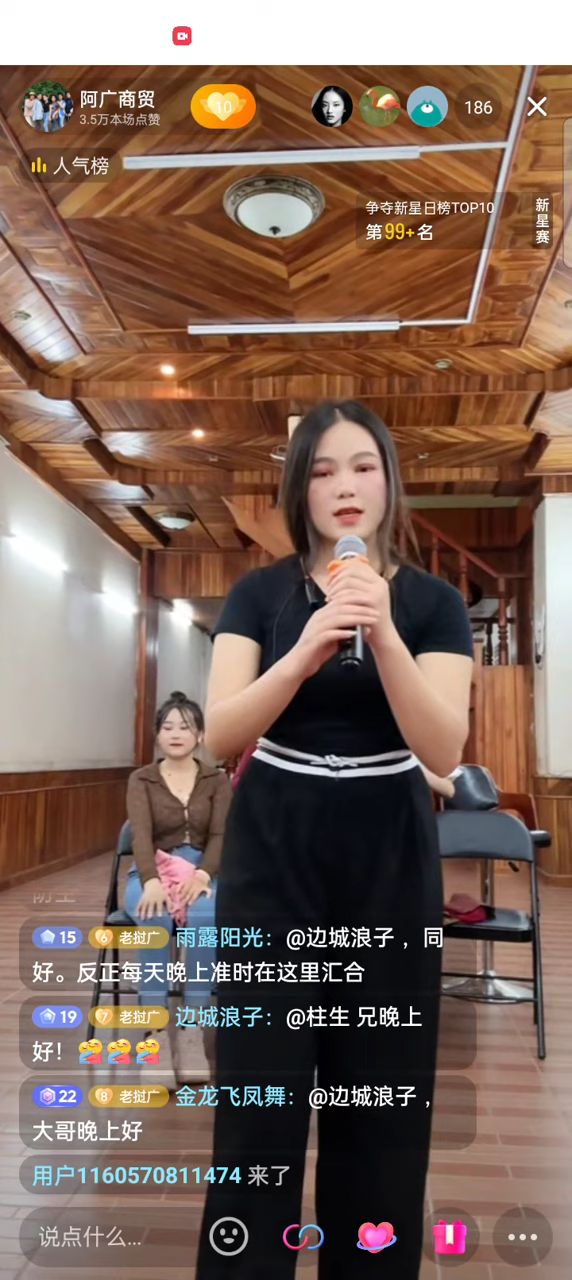 阿广商贸
3.5万本场点赞
10
186
人气榜
争夺新星日榜TOP10
第99+名
新星赛
15 6 老挝广 雨露阳光：@边城浪子 ，同
好。反正每天晚上准时在这里汇合
19 7 老挝广 边城浪子：@柱生 兄晚上
好！
22 8 老挝广 金龙飞凤舞：@边城浪子 ，
大哥晚上好
用户1160570811474 来了
说点什么...